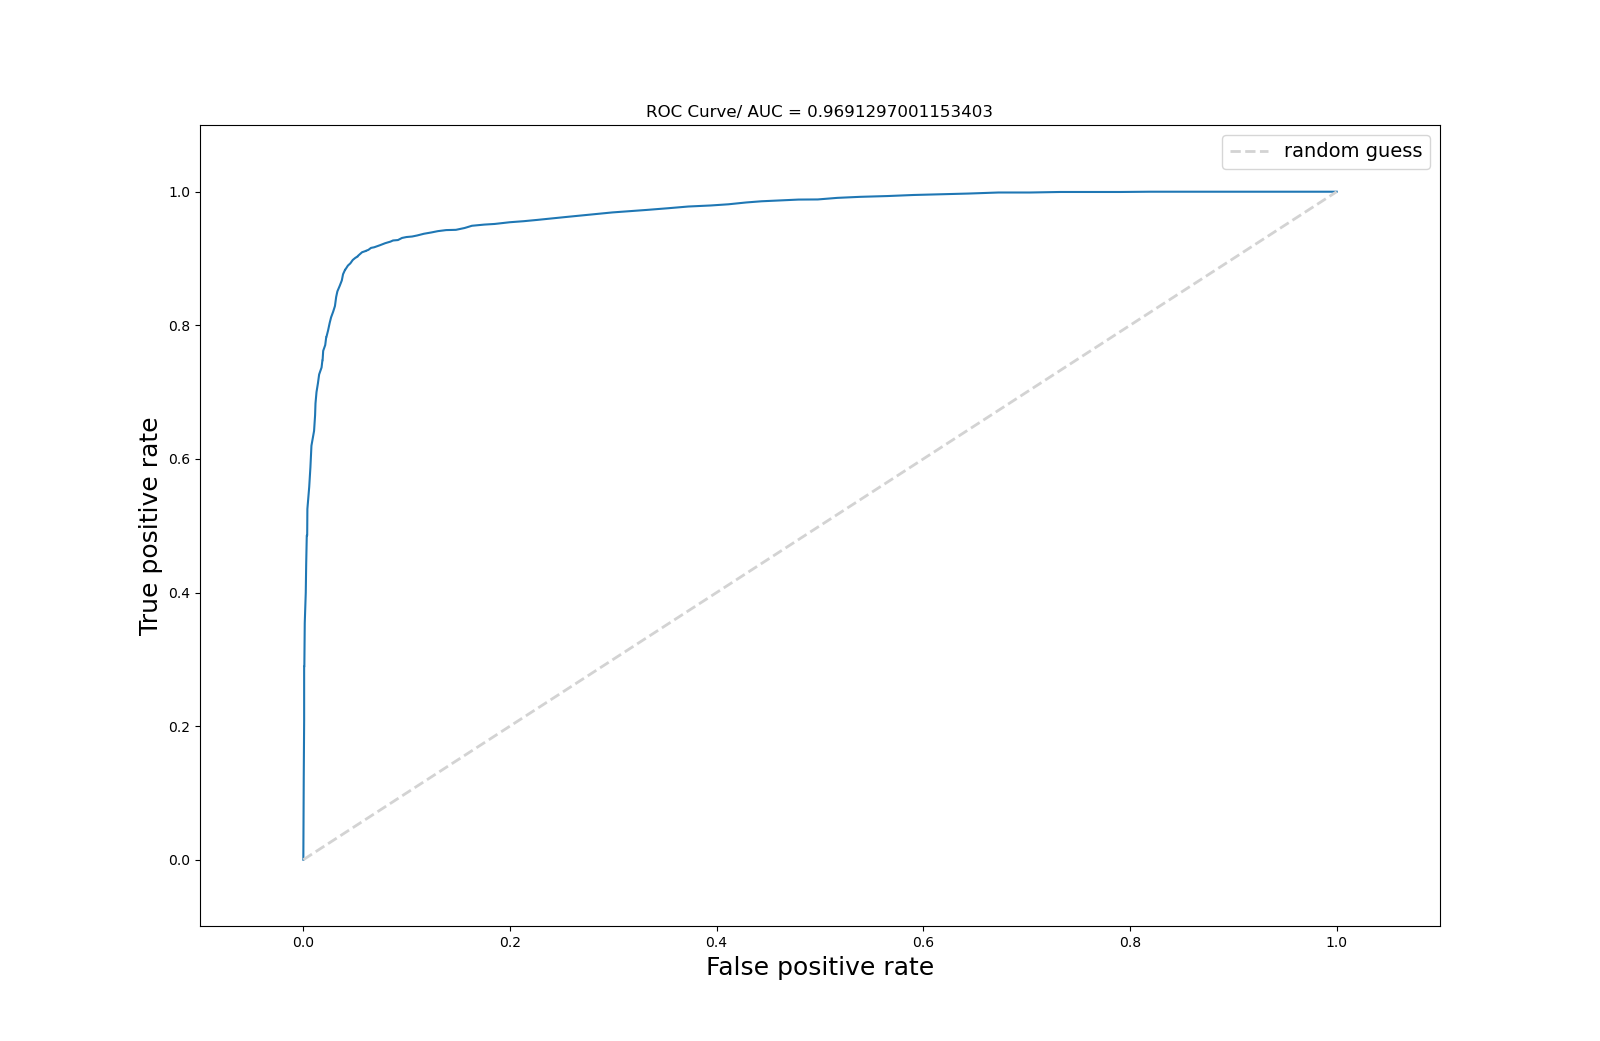 ROC Curve/ AUC = 0.9691297001153403
random guess
1.0
0.8
0.6
0.4
0.2
0.0
True positive rate
0.0 0.2 0.4 0.6 0.8 1.0
False positive rate